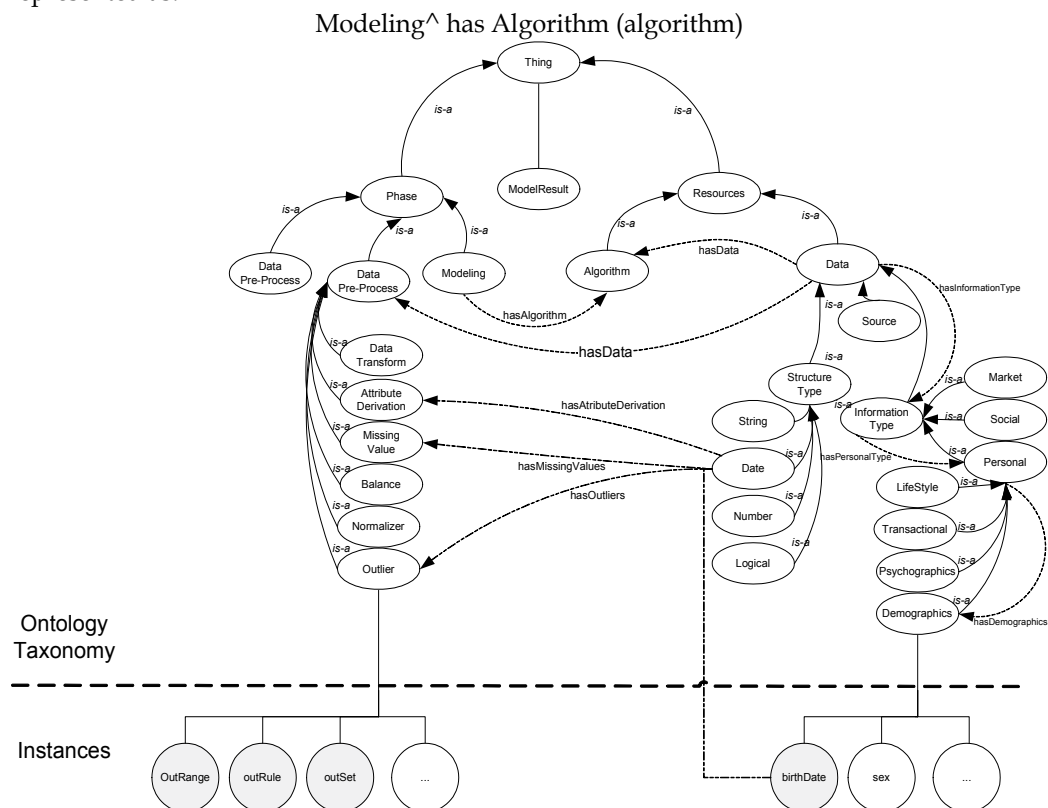 Modeling^ has Algorithm (algorithm)
Thing
is-a
is-a
Phase
ModelResult
Resources
is-a
is-a
is-a
is-a
is-a
Data
Pre-Process
Data
Pre-Process
Modeling
Algorithm
hasData
Data
hasInformationType
hasAlgorithm
is-a
Source
hasData
Data
Transform
is-a
is-a
Structure
Type
is-a
Market
Attribute
Derivation
is-a
hasAtributeDerivation
String
is-a
Information
Type
is-a
Social
Missing
Value
is-a
hasMissingValues
Date
is-a
hasPersonalType
is-a
Personal
Balance
is-a
hasOutliers
LifeStyle
is-a
Normalizer
is-a
Number
is-a
Transactional
is-a
Outlier
is-a
Logical
is-a
Psychographics
is-a
Demographics
is-a
hasDemographics
Ontology
Taxonomy
Instances
OutRange
outRule
outSet
...
birthDate
sex
...